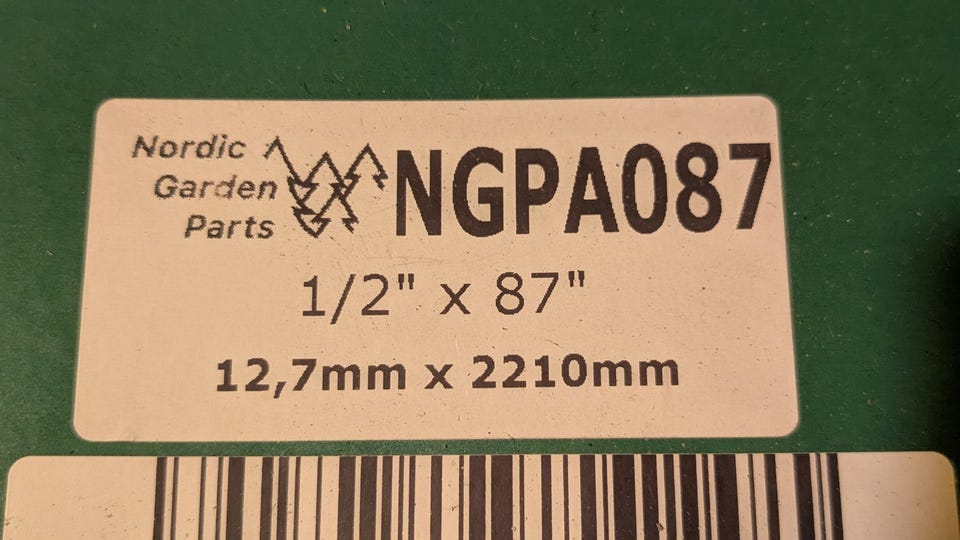 Nordic
Garden
Parts
NGPA087
1/2" x 87"
12,7mm x 2210mm